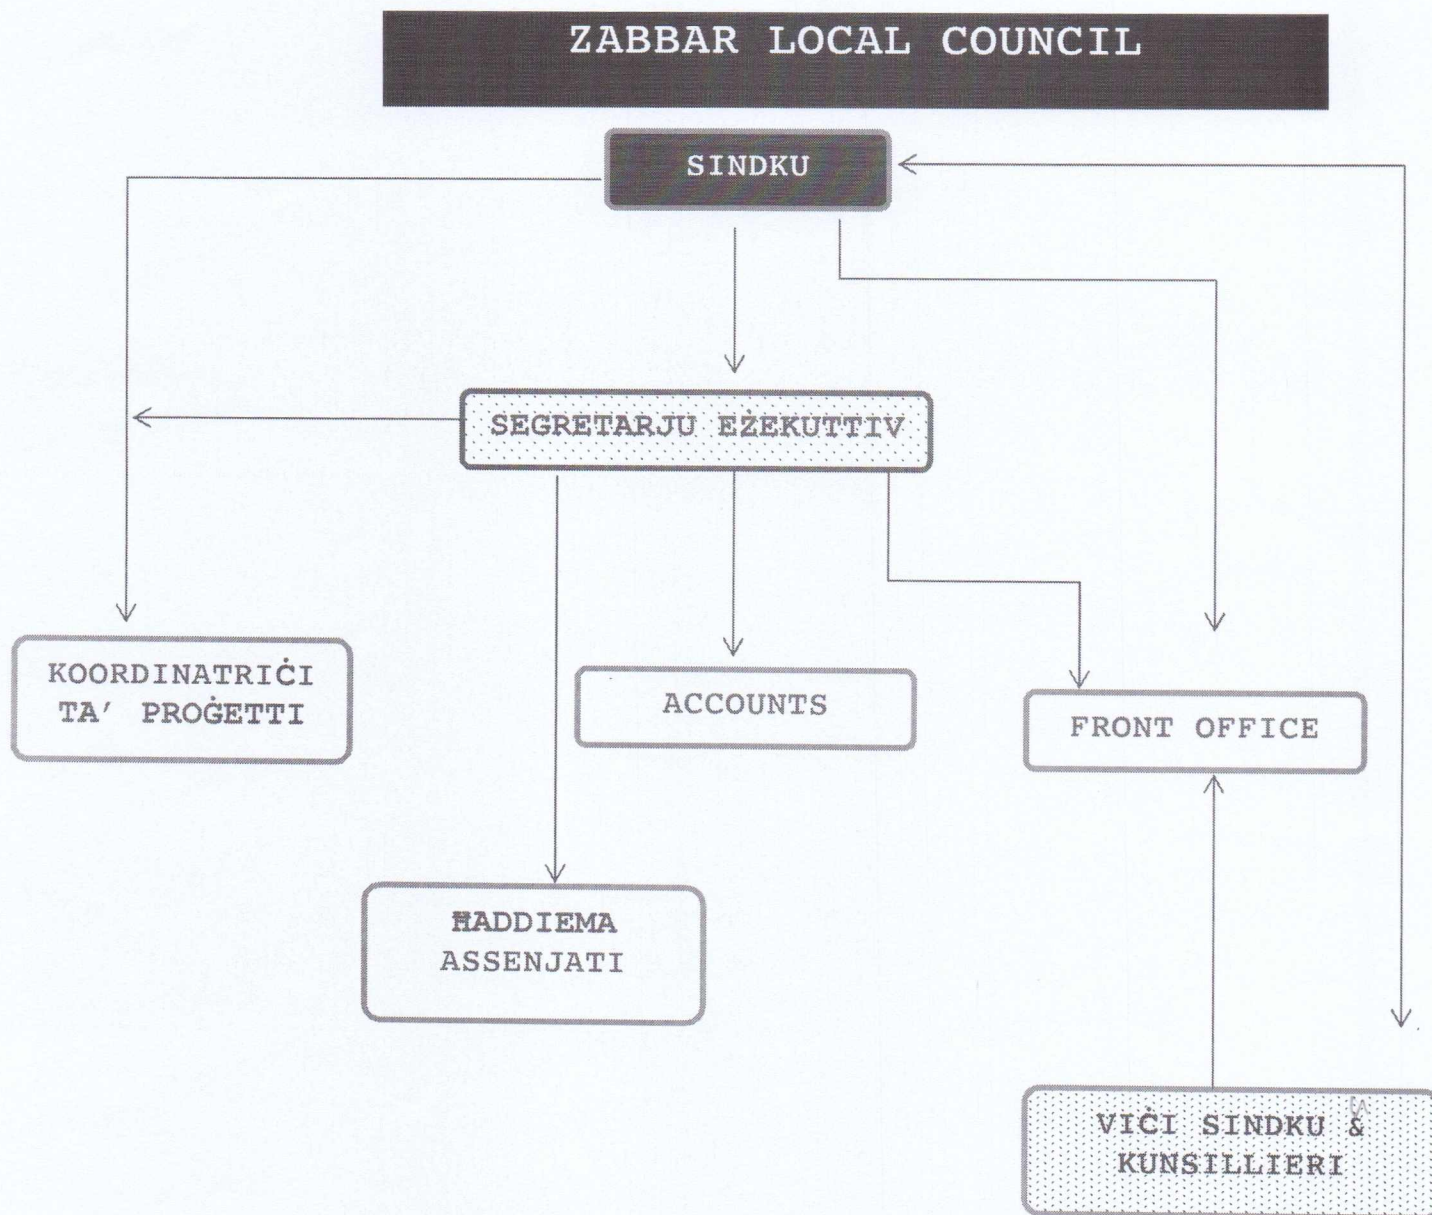 ZABBAR LOCAL COUNCIL
SINDKU
SEGRETARJU EŻEKUTTIV
KOORDINATRIĊI
TA' PROĠETTI
ACCOUNTS
FRONT OFFICE
ĦADDIEMA
ASSENJATI
VIĊI SINDKU &
KUNSILLIERI